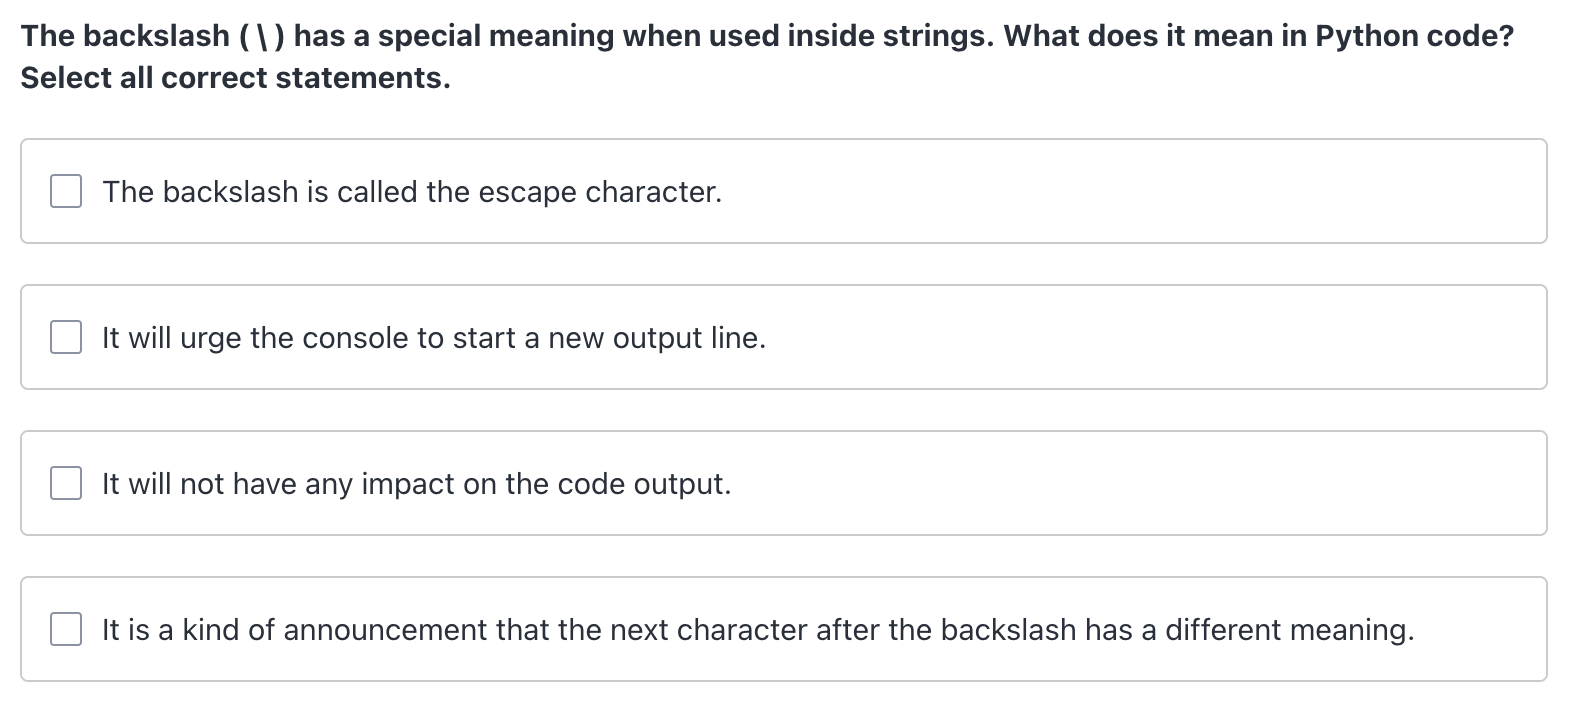 The backslash (\) has a special meaning when used inside strings. What does it mean in Python code?
Select all correct statements.
The backslash is called the escape character.
It will urge the console to start a new output line.
It will not have any impact on the code output.
It is a kind of announcement that the next character after the backslash has a different meaning.